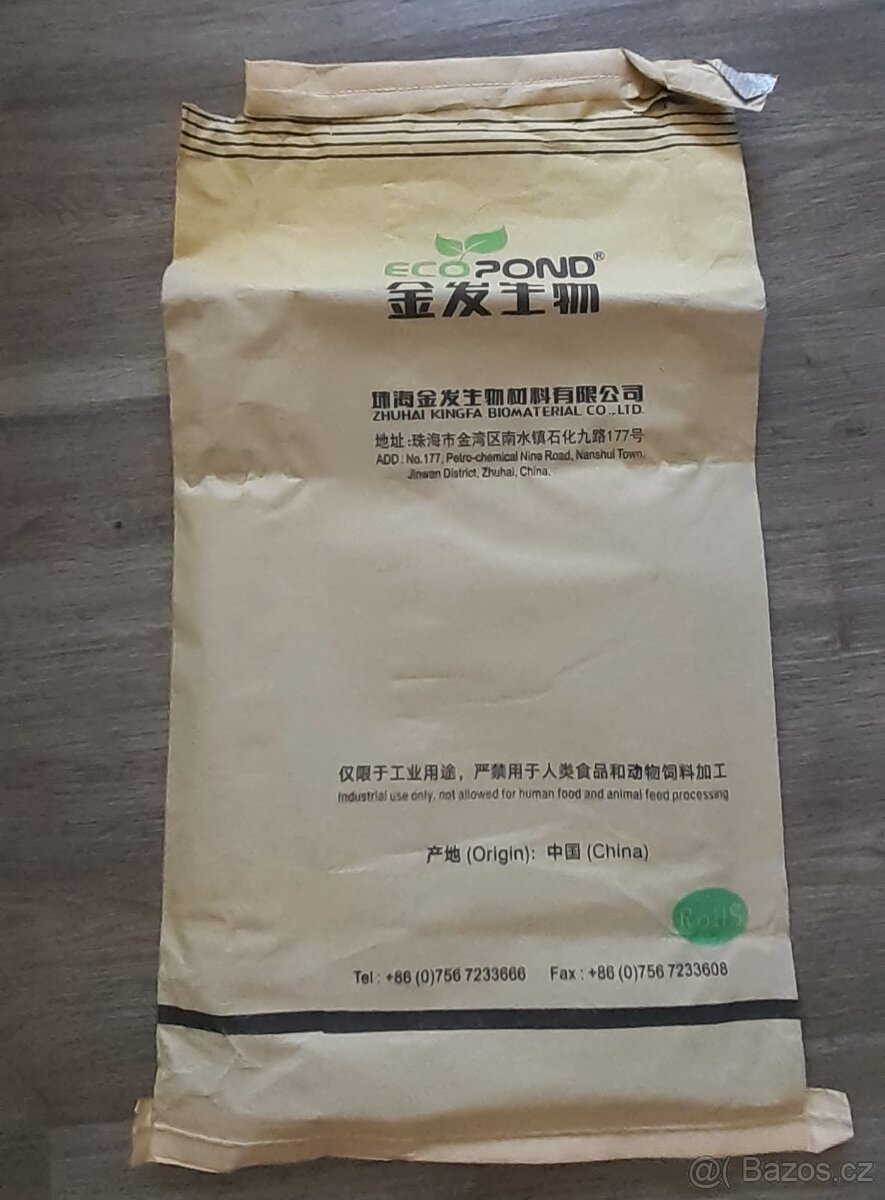 ECOPOND®
金发生物
珠海金发生物材料有限公司
ZHUHAI KINGFA BIOMATERIAL CO.,LTD.
地址:珠海市金湾区南水镇石化九路177号
ADD : No.177, Petro-chemical Nine Road, Nanshui Town,
Jinwan District, Zhuhai, China.
仅限于工业用途，严禁用于人类食品和动物饲料加工
Industrial use only, not allowed for human food and animal feed processing
产地 (Origin): 中国 (China)
RoHS
Tel : +86 (0)756 7233666 Fax : +86 (0)756 7233608
@( Bazos.cz